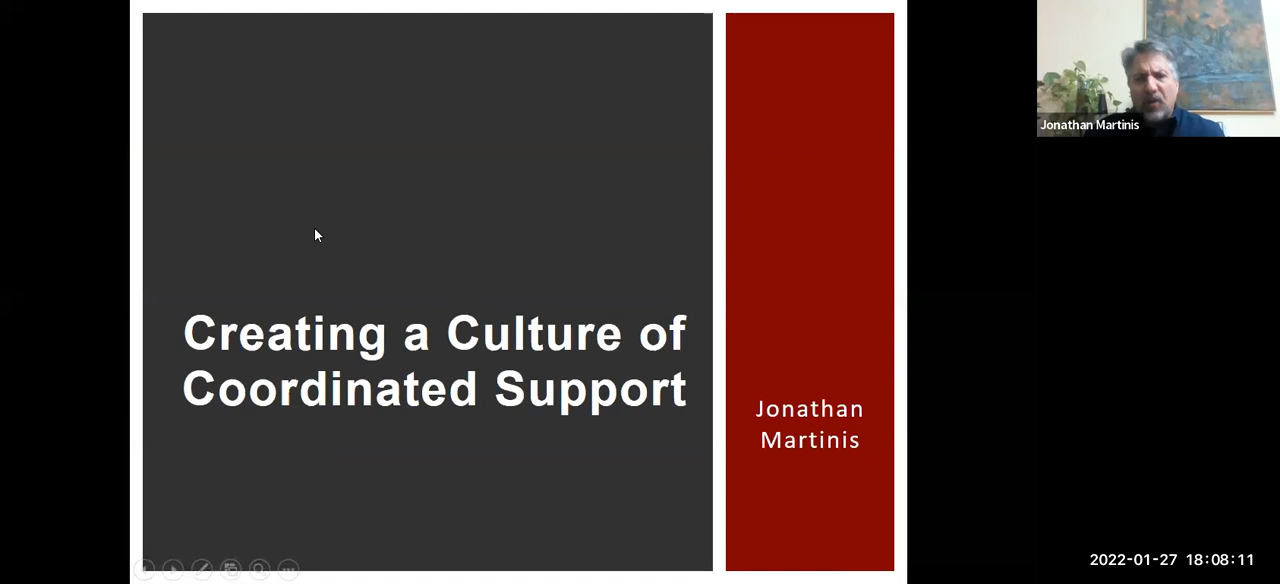 Creating a Culture of
Coordinated Support
Jonathan
Martinis
Jonathan Martinis
2022-01-27 18:08:11